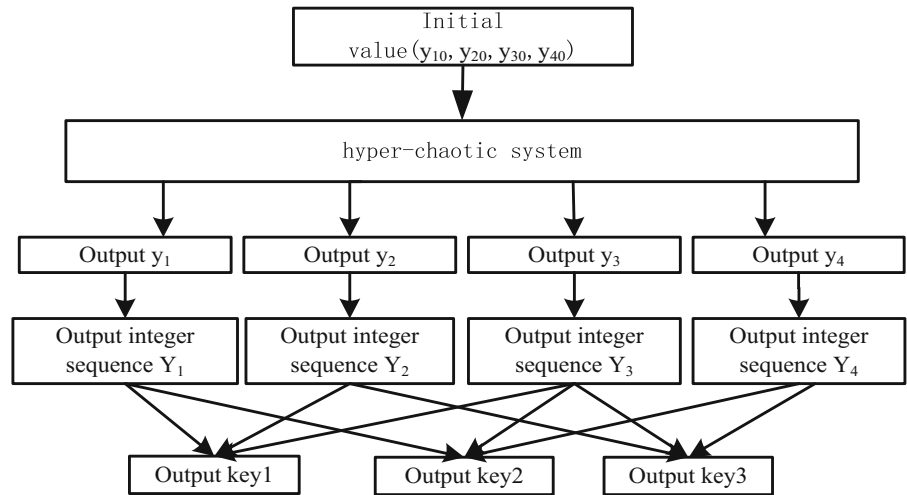 Initial
value(y₁₀, y₂₀, y₃₀, y₄₀)
hyper-chaotic system
Output y₁
Output y₂
Output y₃
Output y₄
Output integer
sequence Y₁
Output integer
sequence Y₂
Output integer
sequence Y₃
Output integer
sequence Y₄
Output key1
Output key2
Output key3